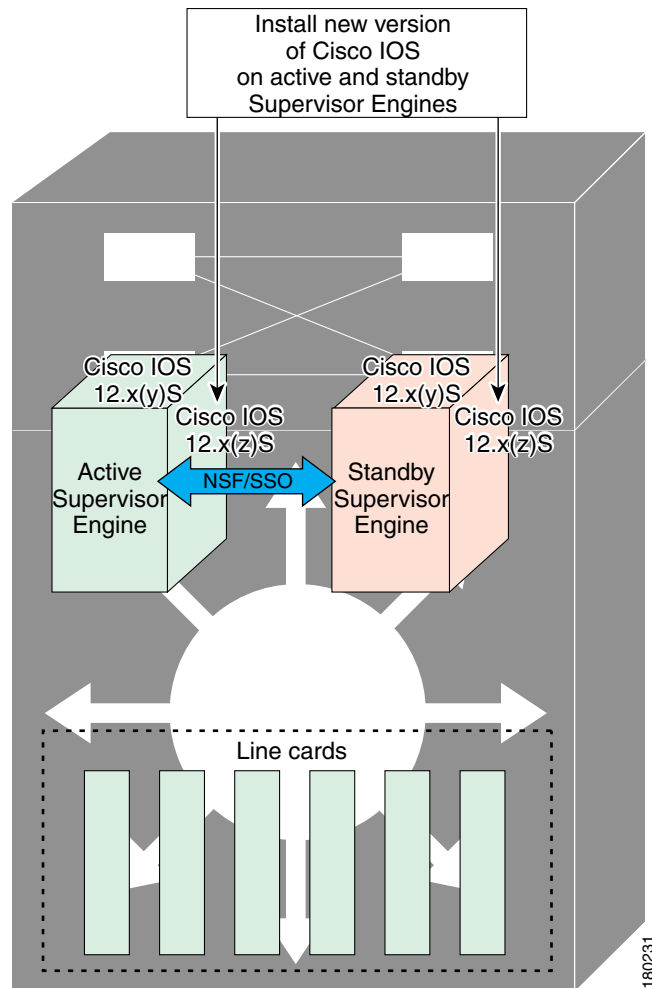 Install new version
of Cisco IOS
on active and standby
Supervisor Engines
Cisco IOS
12.x(y)S
Cisco IOS
12.x(z)S
Cisco IOS
12.x(y)S
Cisco IOS
12.x(z)S
Active
Supervisor
Engine
NSF/SSO
Standby
Supervisor
Engine
Line cards
180231